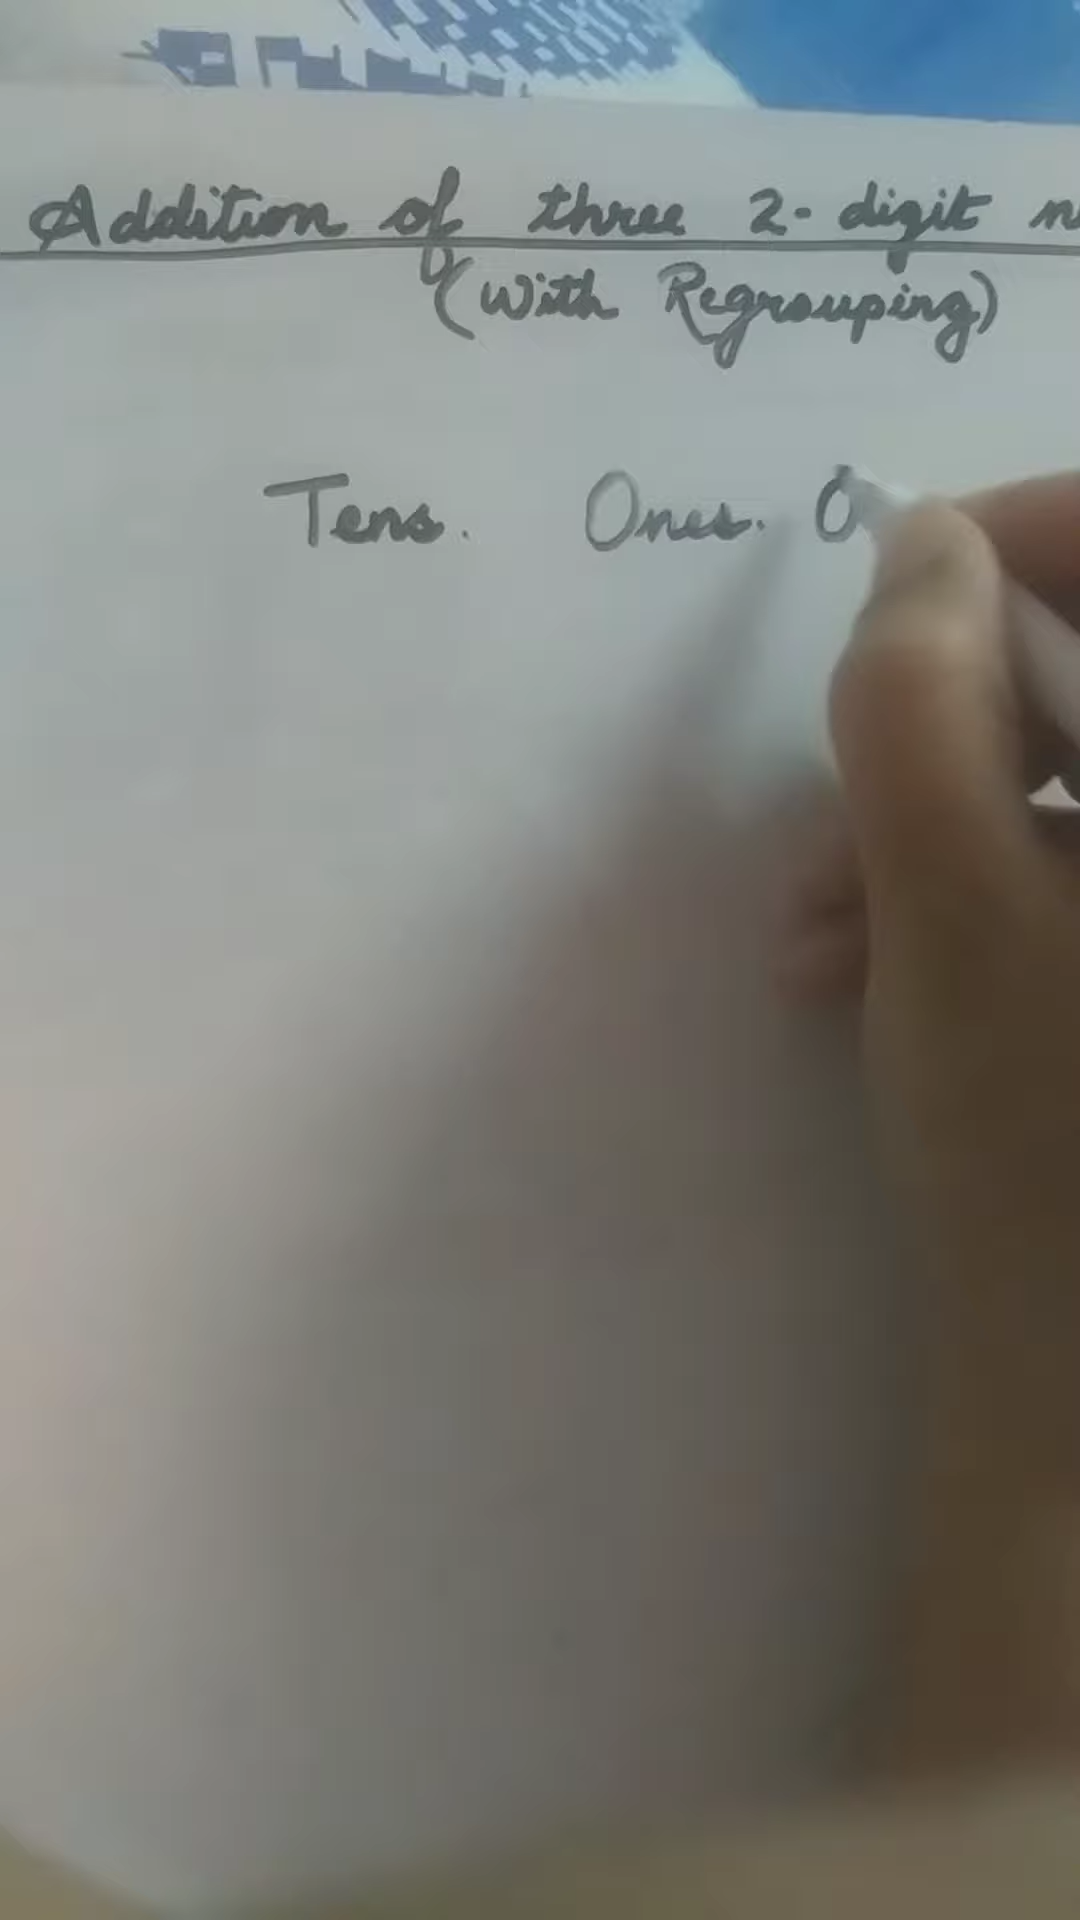 Addition of three 2-digit
(With Regrouping)
Tens. Ones. O